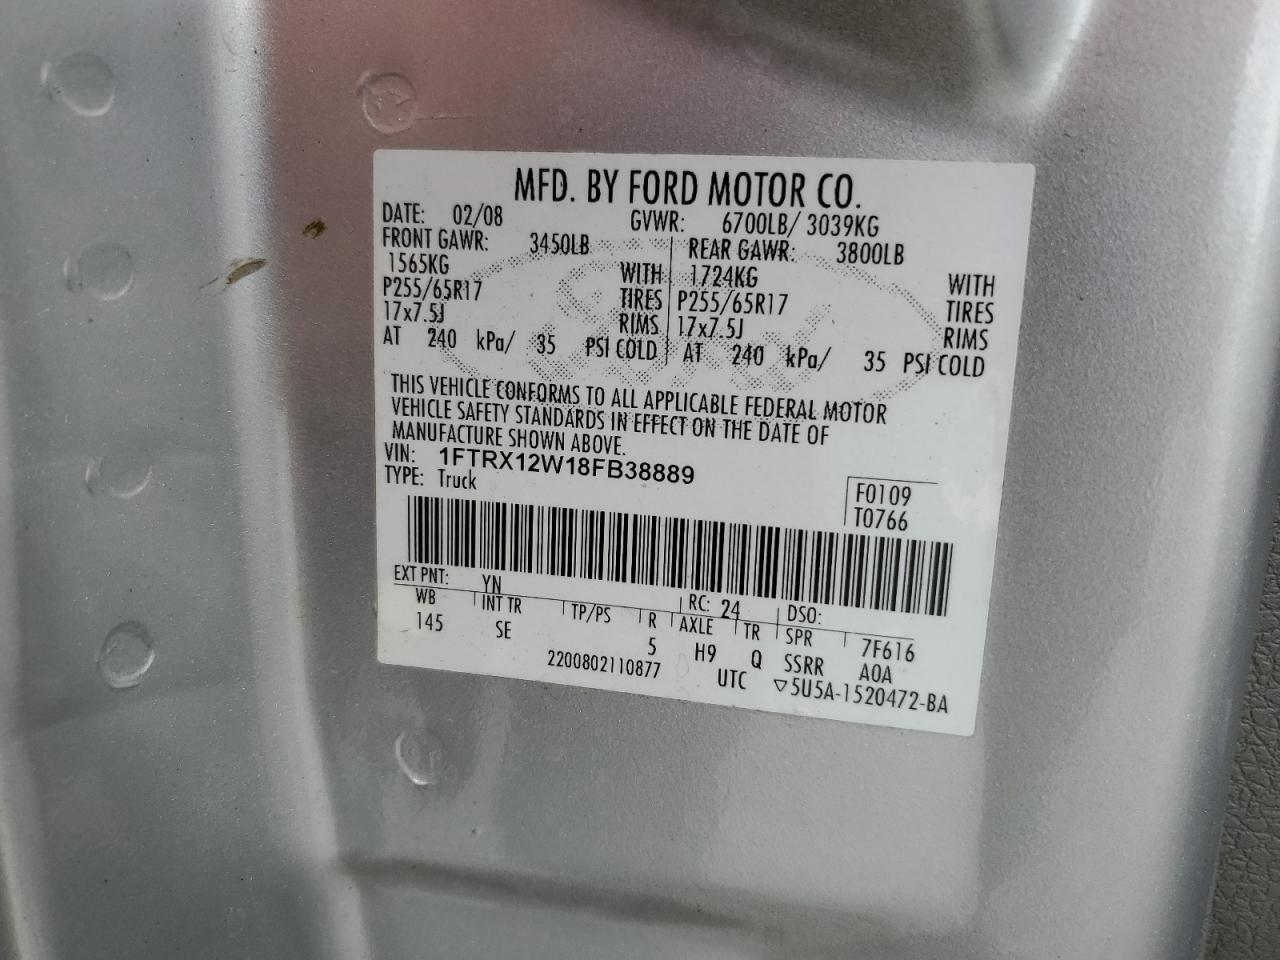 MFD. BY FORD MOTOR CO.
DATE: 02/08 GVWR: 6700LB/ 3039KG
FRONT GAWR: 3450LB REAR GAWR: 3800LB
1565KG WITH 1724KG WITH
P255/65R17 TIRES P255/65R17 TIRES
17x7.5J RIMS 17x7.5J RIMS
AT 240 kPa/ 35 PSI COLD AT 240 kPa/ 35 PSI COLD
THIS VEHICLE CONFORMS TO ALL APPLICABLE FEDERAL MOTOR
VEHICLE SAFETY STANDARDS IN EFFECT ON THE DATE OF
MANUFACTURE SHOWN ABOVE.
VIN: 1FTRX12W18FB38889
TYPE: Truck
F0109
T0766
EXT PNT: YN RC: 24 DSO:
WB INT TR TP/PS R AXLE TR SPR 7F616
145 SE 5 H9 Q SSRR A0A
2200802110877 UTC ▽5U5A-1520472-BA